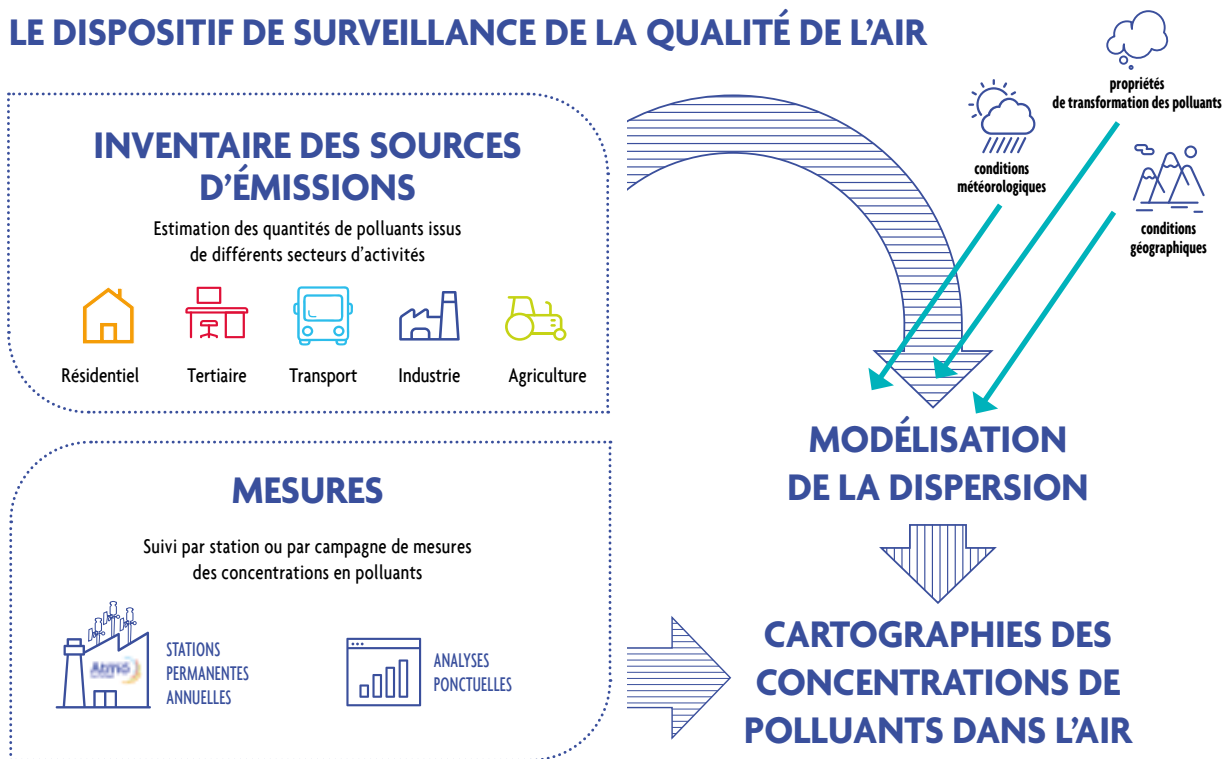 LE DISPOSITIF DE SURVEILLANCE DE LA QUALITÉ DE L'AIR
INVENTAIRE DES SOURCES
D'ÉMISSIONS
Estimation des quantités de polluants issus
de différents secteurs d'activités
Résidentiel
Tertiaire
Transport
Industrie
Agriculture
propriétés
de transformation des polluants
conditions
météorologiques
conditions
géographiques
MODÉLISATION
DE LA DISPERSION
MESURES
Suivi par station ou par campagne de mesures
des concentrations en polluants
STATIONS
PERMANENTES
ANNUELLES
ANALYSES
PONCTUELLES
CARTOGRAPHIES DES
CONCENTRATIONS DE
POLLUANTS DANS L'AIR